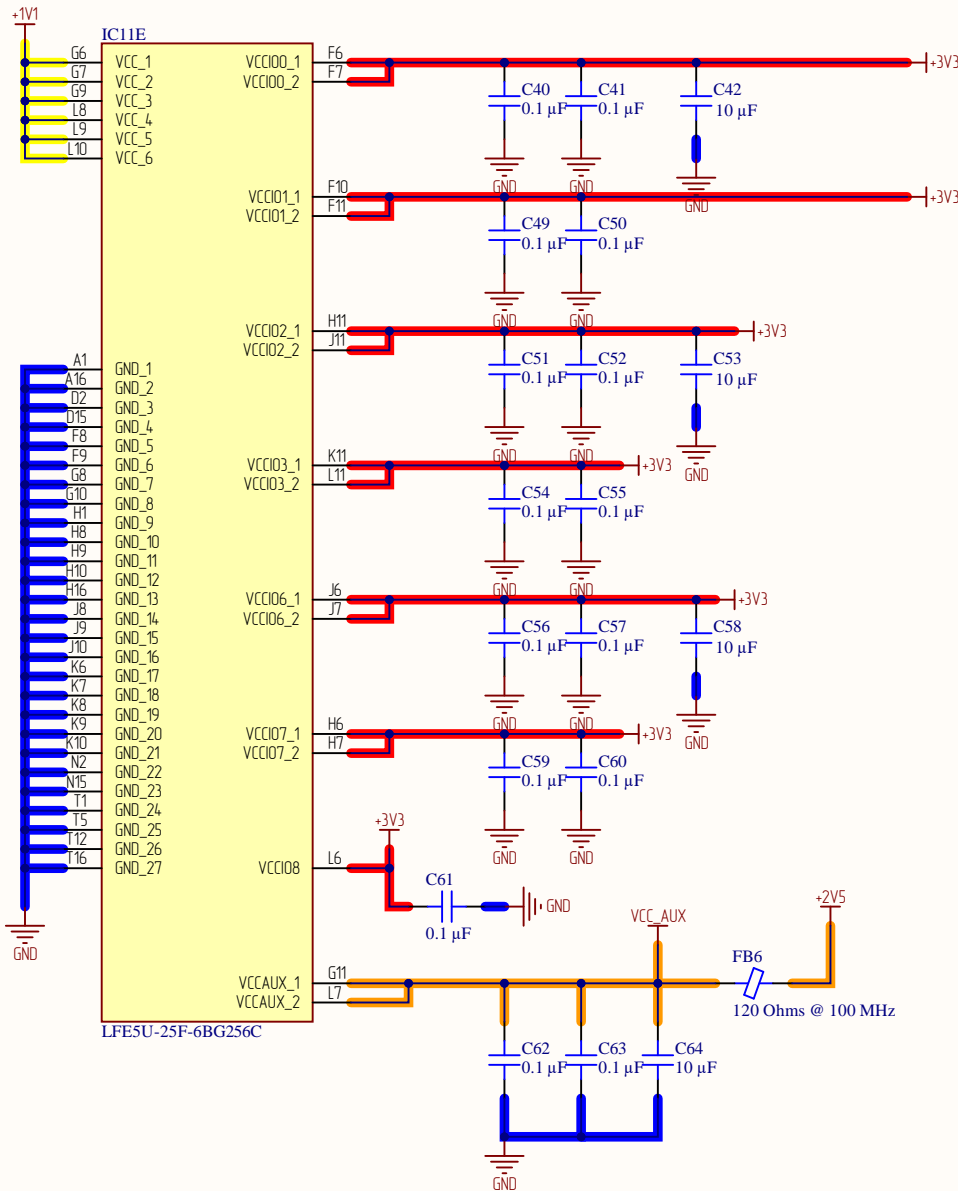 +1V1
IC11E
G6 VCC_1 VCCIO0_1 F6 +3V3
G7 VCC_2 VCCIO0_2 F7
G9 VCC_3 C40 C41 C42
L8 VCC_4 0.1 µF 0.1 µF 10 µF
L9 VCC_5
L10 VCC_6
GND GND GND
VCCIO1_1 F10 +3V3
VCCIO1_2 F11
C49 C50
0.1 µF 0.1 µF
GND GND
VCCIO2_1 H11 +3V3
VCCIO2_2 J11
A1 GND_1 C51 C52 C53
A16 GND_2 0.1 µF 0.1 µF 10 µF
D2 GND_3
D15 GND_4
F8 GND_5 GND GND GND
F9 GND_6 VCCIO3_1 K11 +3V3
G8 GND_7 VCCIO3_2 L11
G10 GND_8 C54 C55
H1 GND_9 0.1 µF 0.1 µF
H8 GND_10
H9 GND_11
H10 GND_12 GND GND
H16 GND_13 VCCIO6_1 J6 +3V3
J8 GND_14 VCCIO6_2 J7
J9 GND_15 C56 C57 C58
J10 GND_16 0.1 µF 0.1 µF 10 µF
K6 GND_17
K7 GND_18
K8 GND_19 GND GND GND
K9 GND_20 VCCIO7_1 H6 +3V3
K10 GND_21 VCCIO7_2 H7
N2 GND_22 C59 C60
N15 GND_23 0.1 µF 0.1 µF
T1 GND_24
T5 GND_25 +3V3
T12 GND_26 GND GND
T16 GND_27 VCCIO8 L6
C61
0.1 µF
GND
GND
VCC_AUX +2V5
VCCAUX_1 G11 FB6
VCCAUX_2 L7 120 Ohms @ 100 MHz
LFE5U-25F-6BG256C
C62 C63 C64
0.1 µF 0.1 µF 10 µF
GND